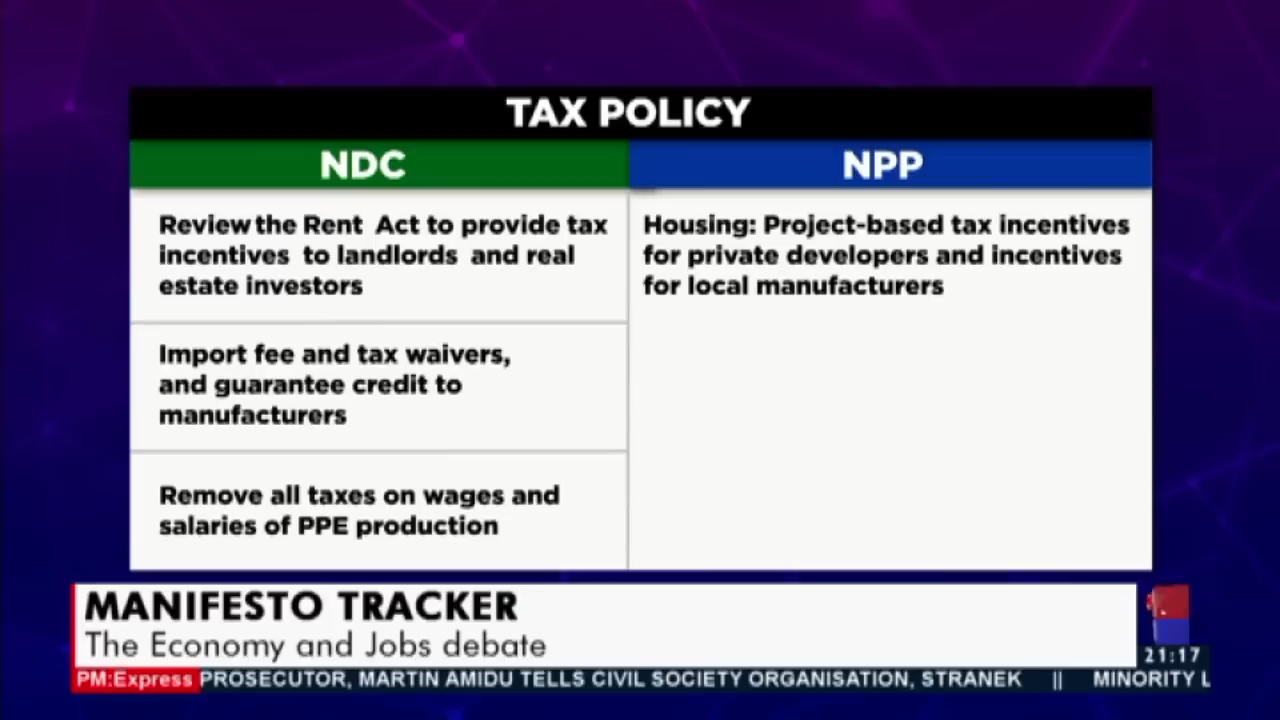 TAX POLICY
NDC
NPP
Review the Rent Act to provide tax
incentives to landlords and real
estate investors
Housing: Project-based tax incentives
for private developers and incentives
for local manufacturers
Import fee and tax waivers,
and guarantee credit to
manufacturers
Remove all taxes on wages and
salaries of PPE production
MANIFESTO TRACKER
The Economy and Jobs debate
21:17
PM:Express PROSECUTOR, MARTIN AMIDU TELLS CIVIL SOCIETY ORGANISATION, STRANEK || MINORITY L